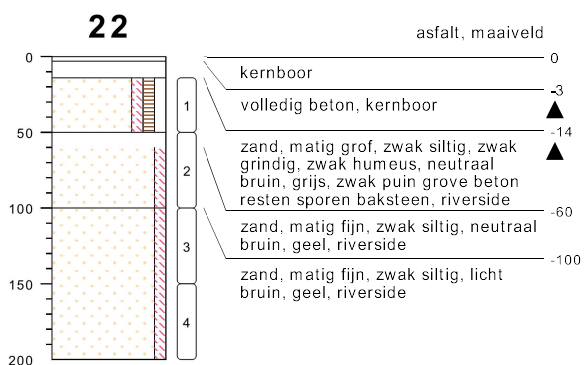 22
asfalt, maaiveld
0
0
kernboor
-3
volledig beton, kernboor
-14
1
50
zand, matig grof, zwak siltig, zwak
grindig, zwak humeus, neutraal
bruin, grijs, zwak puin grove beton
resten sporen baksteen, riverside
2
-60
100
zand, matig fijn, zwak siltig, neutraal
bruin, geel, riverside
3
-100
zand, matig fijn, zwak siltig, licht
bruin, geel, riverside
150
4
200